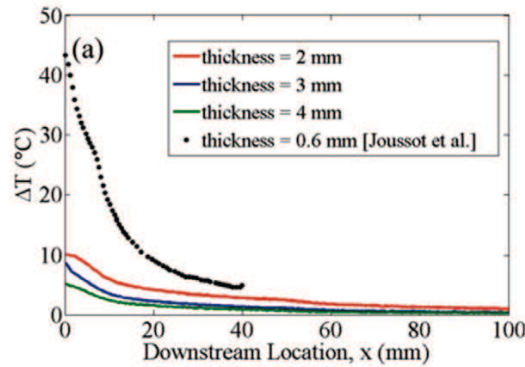 50
40
30
20
10
0
ΔT (°C)
(a)
thickness = 2 mm
thickness = 3 mm
thickness = 4 mm
thickness = 0.6 mm [Joussot et al.]
0 20 40 60 80 100
Downstream Location, x (mm)